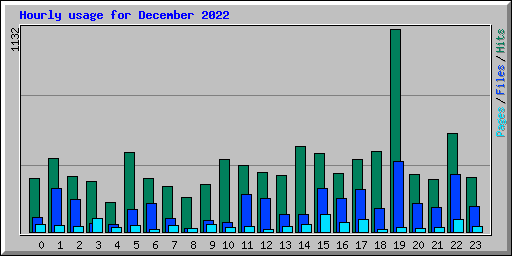 Hourly usage for December 2022
1132
Pages/Files/Hits
0 1 2 3 4 5 6 7 8 9 10 11 12 13 14 15 16 17 18 19 20 21 22 23